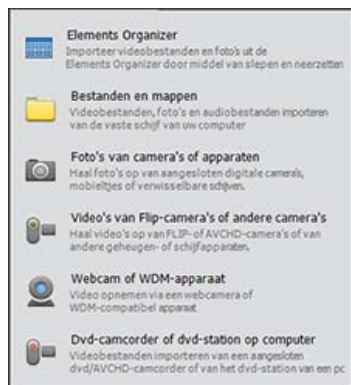 Elements Organizer
Importeer videobestanden en foto's uit de
Elements Organizer door middel van slepen en neerzetten
Bestanden en mappen
Videobestanden, foto's en audiobestanden importeren
van de vaste schijf van uw computer
Foto's van camera's of apparaten
Haal foto's op van aangesloten digitale camera's,
mobieltjes of verwisselbare schijven.
Video's van Flip-camera's of andere camera's
Haal video's op van FLIP- of AVCHD-camera's of van
andere geheugen- of schijfapparaten.
Webcam of WDM-apparaat
Video opnemen via een webcamera of
WDM-compatibel apparaat
Dvd-camcorder of dvd-station op computer
Videobestanden importeren van een aangesloten
dvd/AVCHD-camcorder of van het dvd-station van een pc